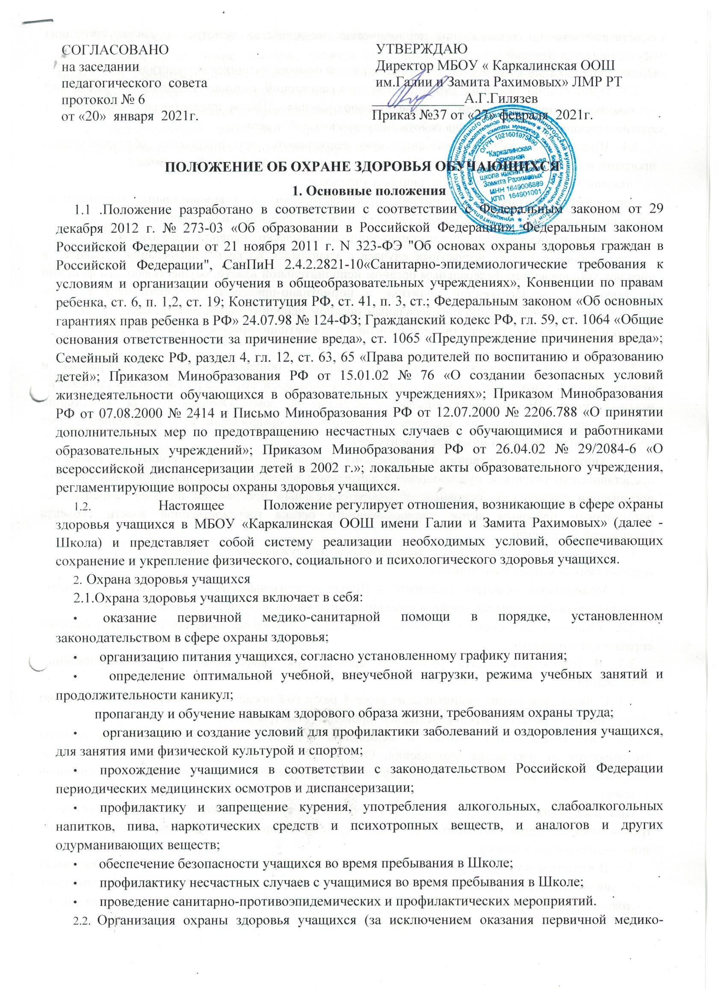 СОГЛАСОВАНО
на заседании
педагогического совета
протокол № 6
от «20» января 2021г.
УТВЕРЖДАЮ
Директор МБОУ « Каркалинская ООШ
им.Галии и Замита Рахимовых» ЛМР РТ
______________А.Г.Гилязев
Приказ №37 от «27» февраля 2021г.
ОГРН 1021601975680
"Каркалинская
основная
общеобразовательная
школа имени Галии и
Замита Рахимовых"
ИНН 1649006889
КПП 164901001
ПОЛОЖЕНИЕ ОБ ОХРАНЕ ЗДОРОВЬЯ ОБУЧАЮЩИХСЯ
1. Основные положения
1.1 .Положение разработано в соответствии с соответствии с Федеральным законом от 29
декабря 2012 г. № 273-03 «Об образовании в Российской Федерации», Федеральным законом
Российской Федерации от 21 ноября 2011 г. N 323-ФЭ "Об основах охраны здоровья граждан в
Российской Федерации", СанПиН 2.4.2.2821-10«Санитарно-эпидемиологические требования к
условиям и организации обучения в общеобразовательных учреждениях», Конвенции по правам
ребенка, ст. 6, п. 1,2, ст. 19; Конституция РФ, ст. 41, п. 3, ст.; Федеральным законом «Об основных
гарантиях прав ребенка в РФ» 24.07.98 № 124-ФЗ; Гражданский кодекс РФ, гл. 59, ст. 1064 «Общие
основания ответственности за причинение вреда», ст. 1065 «Предупреждение причинения вреда»;
Семейный кодекс РФ, раздел 4, гл. 12, ст. 63, 65 «Права родителей по воспитанию и образованию
детей»; Приказом Минобразования РФ от 15.01.02 № 76 «О создании безопасных условий
жизнедеятельности обучающихся в образовательных учреждениях»; Приказом Минобразования
РФ от 07.08.2000 № 2414 и Письмо Минобразования РФ от 12.07.2000 № 2206.788 «О принятии
дополнительных мер по предотвращению несчастных случаев с обучающимися и работниками
образовательных учреждений»; Приказом Минобразования РФ от 26.04.02 № 29/2084-6 «О
всероссийской диспансеризации детей в 2002 г.»; локальные акты образовательного учреждения,
регламентирующие вопросы охраны здоровья учащихся.
1.2. Настоящее Положение регулирует отношения, возникающие в сфере охраны
здоровья учащихся в МБОУ «Каркалинская ООШ имени Галии и Замита Рахимовых» (далее -
Школа) и представляет собой систему реализации необходимых условий, обеспечивающих
сохранение и укрепление физического, социального и психологического здоровья учащихся.
2. Охрана здоровья учащихся
2.1.Охрана здоровья учащихся включает в себя:
• оказание первичной медико-санитарной помощи в порядке, установленном
законодательством в сфере охраны здоровья;
• организацию питания учащихся, согласно установленному графику питания;
• определение оптимальной учебной, внеучебной нагрузки, режима учебных занятий и
продолжительности каникул;
пропаганду и обучение навыкам здорового образа жизни, требованиям охраны труда;
• организацию и создание условий для профилактики заболеваний и оздоровления учащихся,
для занятия ими физической культурой и спортом;
• прохождение учащимися в соответствии с законодательством Российской Федерации
периодических медицинских осмотров и диспансеризации;
• профилактику и запрещение курения, употребления алкогольных, слабоалкогольных
напитков, пива, наркотических средств и психотропных веществ, и аналогов и других
одурманивающих веществ;
• обеспечение безопасности учащихся во время пребывания в Школе;
• профилактику несчастных случаев с учащимися во время пребывания в Школе;
• проведение санитарно-противоэпидемических и профилактических мероприятий.
2.2. Организация охраны здоровья учащихся (за исключением оказания первичной медико-